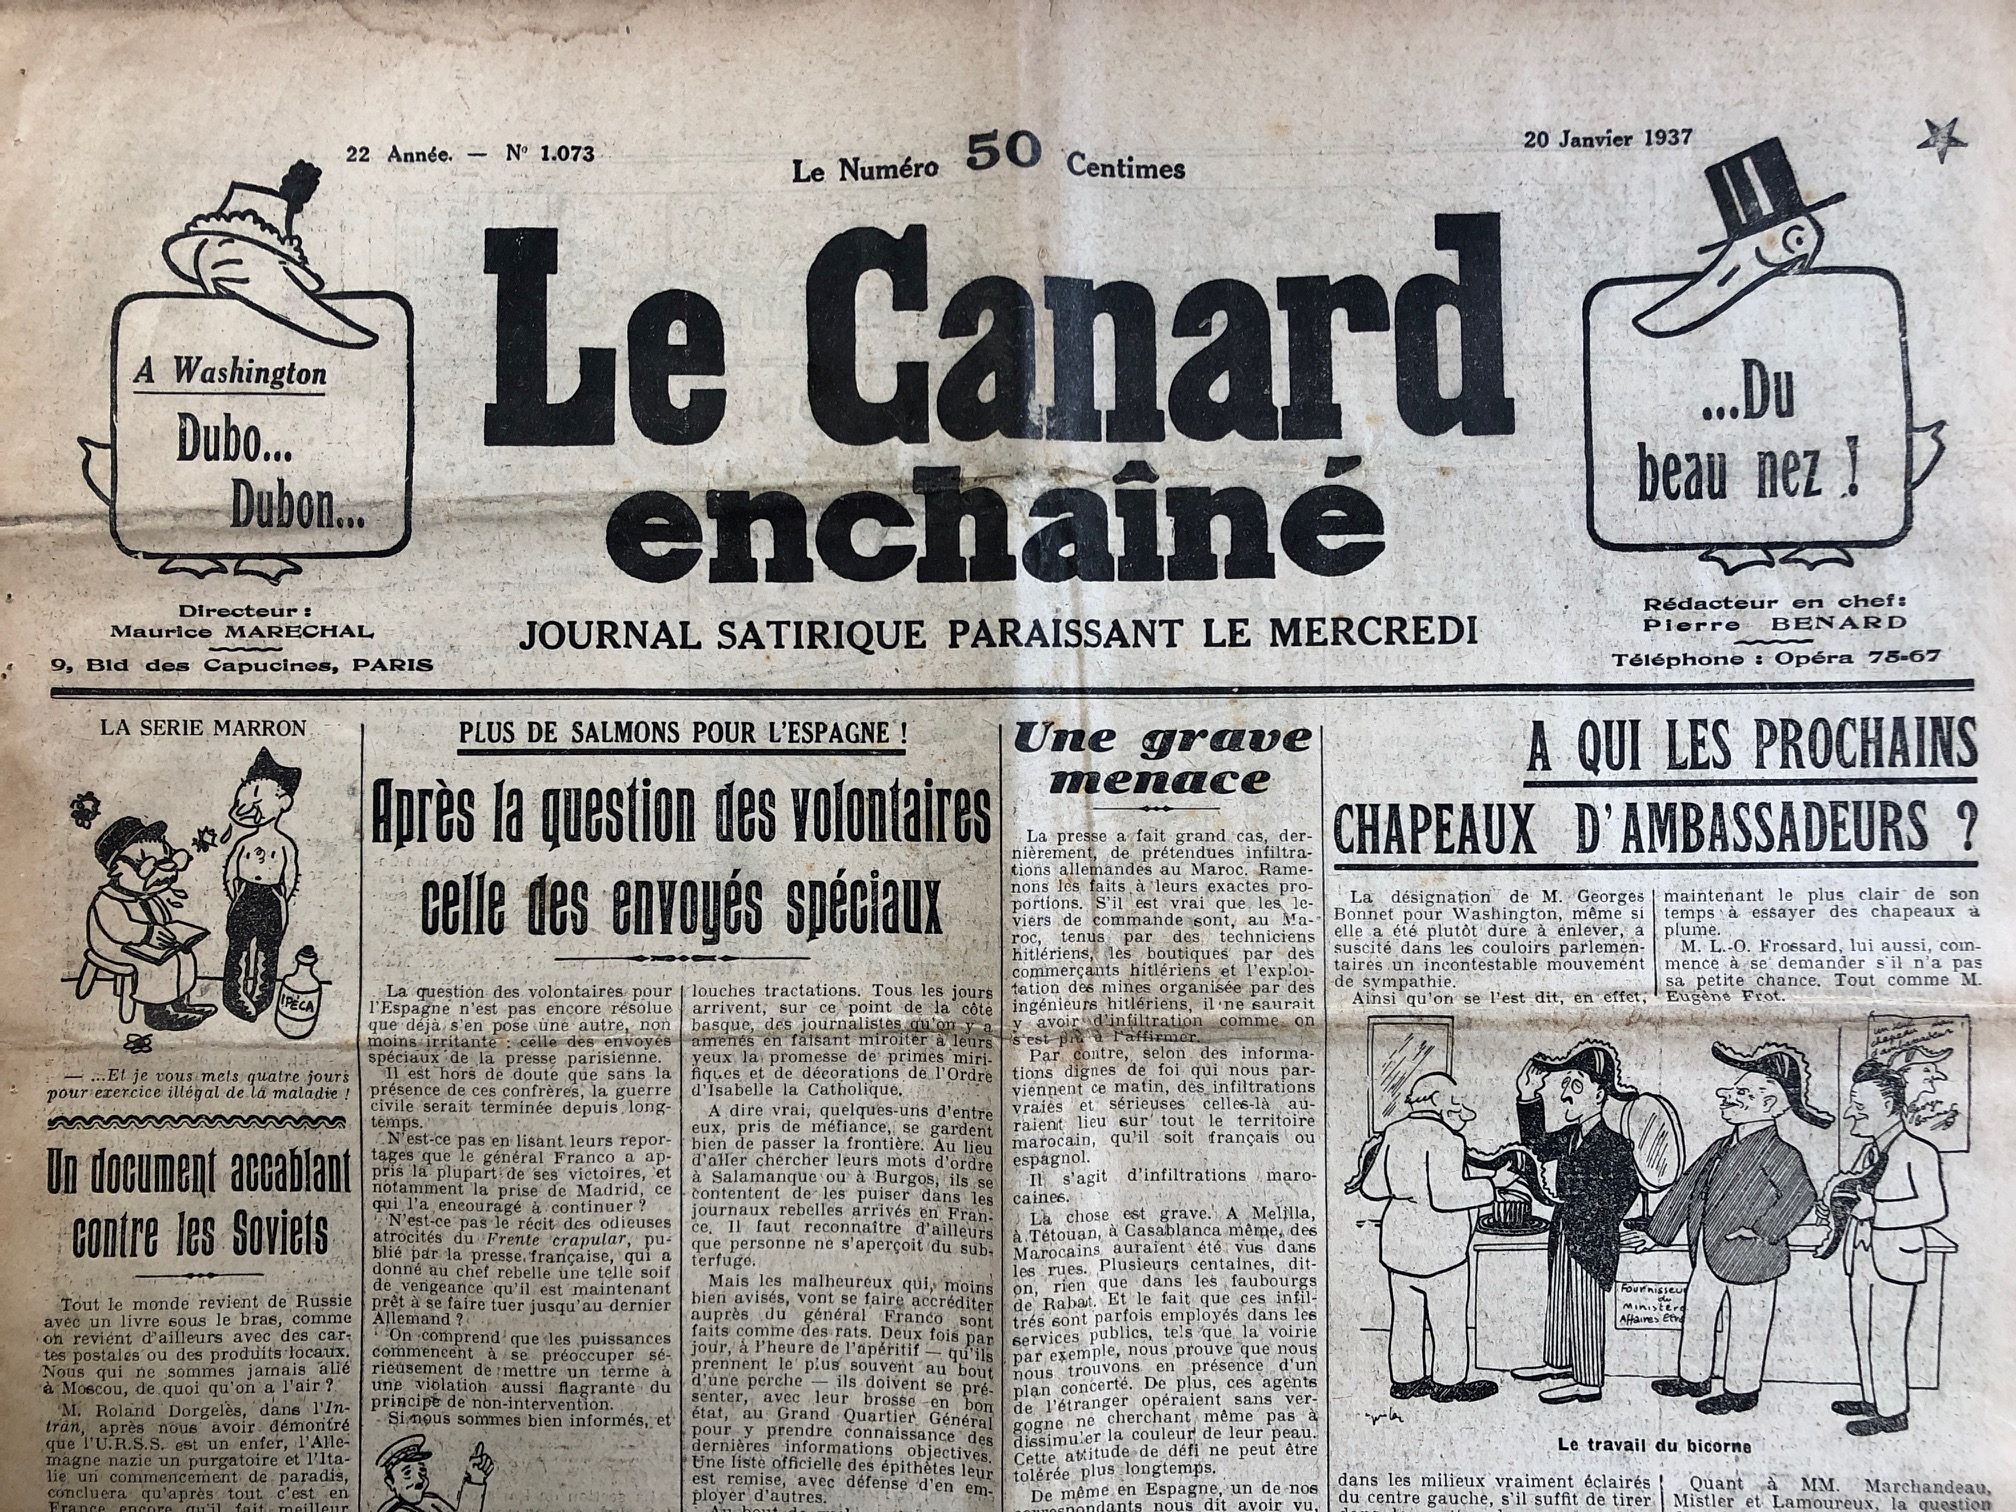 22 Année. — Nº 1.073
Le Numéro 50 Centimes
20 Janvier 1937
A Washington
Dubo...
Dubon...
Le Canard
enchaîné
...Du
beau nez !
Directeur :
Maurice MARECHAL
9, Bld des Capucines, PARIS
JOURNAL SATIRIQUE PARAISSANT LE MERCREDI
Rédacteur en chef :
Pierre BENARD
Téléphone : Opéra 75-67
LA SERIE MARRON
IPÉCA
— ...Et je vous mets quatre jours
pour exercice illégal de la maladie !
Un document accablant
contre les Soviets
Tout le monde revient de Russie
avec un livre sous le bras, comme
on revient d'ailleurs avec des car-
tes postales ou des produits locaux.
Nous qui ne sommes jamais allé
à Moscou, de quoi qu'on a l'air ?
M. Roland Dorgelès, dans l'In-
tran, après nous avoir démontré
que l'U.R.S.S. est un enfer, l'Alle-
magne nazie un purgatoire et l'Ita-
lie un commencement de paradis,
concluera qu'après tout c'est en
France encore qu'il fait meilleur
PLUS DE SALMONS POUR L'ESPAGNE !
Après la question des volontaires
celle des envoyés spéciaux
La question des volontaires pour
l'Espagne n'est pas encore résolue
que déjà s'en pose une autre, non
moins irritante : celle des envoyés
spéciaux de la presse parisienne.
Il est hors de doute que sans la
présence de ces confrères, la guerre
civile serait terminée depuis long-
temps.
N'est-ce pas en lisant leurs repor-
tages que le général Franco a ap-
pris la plupart de ses victoires, et
notamment la prise de Madrid, ce
qui l'a encouragé à continuer ?
N'est-ce pas le récit des odieuses
atrocités du Frente crapular, pu-
blié par la presse française, qui a
donné au chef rebelle une telle soif
de vengeance qu'il est maintenant
prêt à se faire tuer jusqu'au dernier
Allemand ?
On comprend que les puissances
commencent à se préoccuper sé-
rieusement de mettre un terme à
une violation aussi flagrante du
principe de non-intervention.
Si nous sommes bien informés, et
louches tractations. Tous les jours
arrivent, sur ce point de la côté
basque, des journalistes qu'on y a
amenés en faisant miroiter à leurs
yeux la promesse de primes miri-
fiques et de décorations de l'Ordre
d'Isabelle la Catholique.
A dire vrai, quelques-uns d'entre
eux, pris de méfiance, se gardent
bien de passer la frontière. Au lieu
d'aller chercher leurs mots d'ordre
à Salamanque ou à Burgos, ils se
contentent de les puiser dans les
journaux rebelles arrivés en Fran-
ce. Il faut reconnaître d'ailleurs
que personne ne s'aperçoit du sub-
terfuge.
Mais les malheureux qui, moins
bien avisés, vont se faire accréditer
auprès du général Franco sont
faits comme des rats. Deux fois par
jour, à l'heure de l'apéritif — qu'ils
prennent le plus souvent au bout
d'une perche — ils doivent se pré-
senter, avec leur brosse en bon
état, au Grand Quartier Général
pour y prendre connaissance des
dernières informations objectives.
Une liste officielle des épithètes leur
est remise, avec défense d'en em-
ployer d'autres.
Une grave
menace
La presse a fait grand cas, der-
nièrement, de prétendues infiltra-
tions allemandes au Maroc. Rame-
nons les faits à leurs exactes pro-
portions. S'il est vrai que les le-
viers de commande sont, au Ma-
roc, tenus par des techniciens
hitlériens, les boutiques par des
commerçants hitlériens et l'exploi-
tation des mines organisée par des
ingénieurs hitlériens, il ne saurait
y avoir d'infiltration comme on
s'est plu à l'affirmer.
Par contre, selon des informa-
tions dignes de foi qui nous par-
viennent ce matin, des infiltrations
vraies et sérieuses celles-là au-
raient lieu sur tout le territoire
marocain, qu'il soit français ou
espagnol.
Il s'agit d'infiltrations maro-
caines.
La chose est grave. A Melilla,
à Tétouan, à Casablanca même, des
Marocains auraient été vus dans
les rues. Plusieurs centaines, dit-
on, rien que dans les faubourgs
de Rabat. Et le fait que ces infil-
trés sont parfois employés dans les
services publics, tels que la voirie
par exemple, nous prouve que nous
nous trouvons en présence d'un
plan concerté. De plus, ces agents
de l'étranger opéraient sans ver-
gogne ne cherchant même pas à
dissimuler la couleur de leur peau.
Cette attitude de défi ne peut être
tolérée plus longtemps.
De même en Espagne, un de nos
correspondants nous dit avoir vu,
A QUI LES PROCHAINS
CHAPEAUX D'AMBASSADEURS ?
La désignation de M. Georges
Bonnet pour Washington, même si
elle a été plutôt dure à enlever, a
suscité dans les couloirs parlemen-
taires un incontestable mouvement
de sympathie.
Ainsi qu'on se l'est dit, en effet,
maintenant le plus clair de son
temps à essayer des chapeaux à
plume.
M. L.-O. Frossard, lui aussi, com-
mence à se demander s'il n'a pas
sa petite chance. Tout comme M.
Eugène Frot.
un seul
chapeau
d'ambassadeur
Georges
Fournisseur
du
Ministère
Affaires Etr
Le travail du bicorne
dans les milieux vraiment éclairés
du centre gauche, s'il suffit de tirer
Quant à MM. Marchandeau,
Mistler et Lamoureux, la question